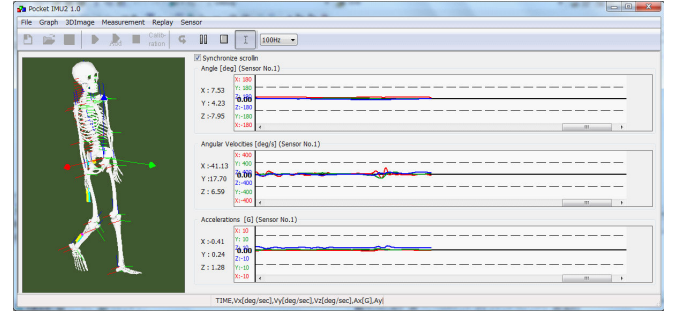 Pocket IMU2 1.0
File Graph 3DImage Measurement Replay Sensor
Add Calib-ration I 100Hz
Synchronize scrollin
Angle [deg] (Sensor No.1)
X : 7.53
Y : 4.23
Z :-7.95
X: 180
Y: 180
Z: 180
0.00
Z:-180
Y:-180
X:-180
Angular Velocities [deg/s] (Sensor No.1)
X :-41.13
Y :17.70
Z : 6.59
X: 400
Y: 400
0.00
Z:-400
Y:-400
X:-400
Accelerations [G] (Sensor No.1)
X :-0.41
Y : 0.24
Z : 1.28
X: 10
Y: 10
0.00
Z:-10
Y:-10
X:-10
TIME,Vx[deg/sec],Vy[deg/sec],Vz[deg/sec],Ax[G],Ay